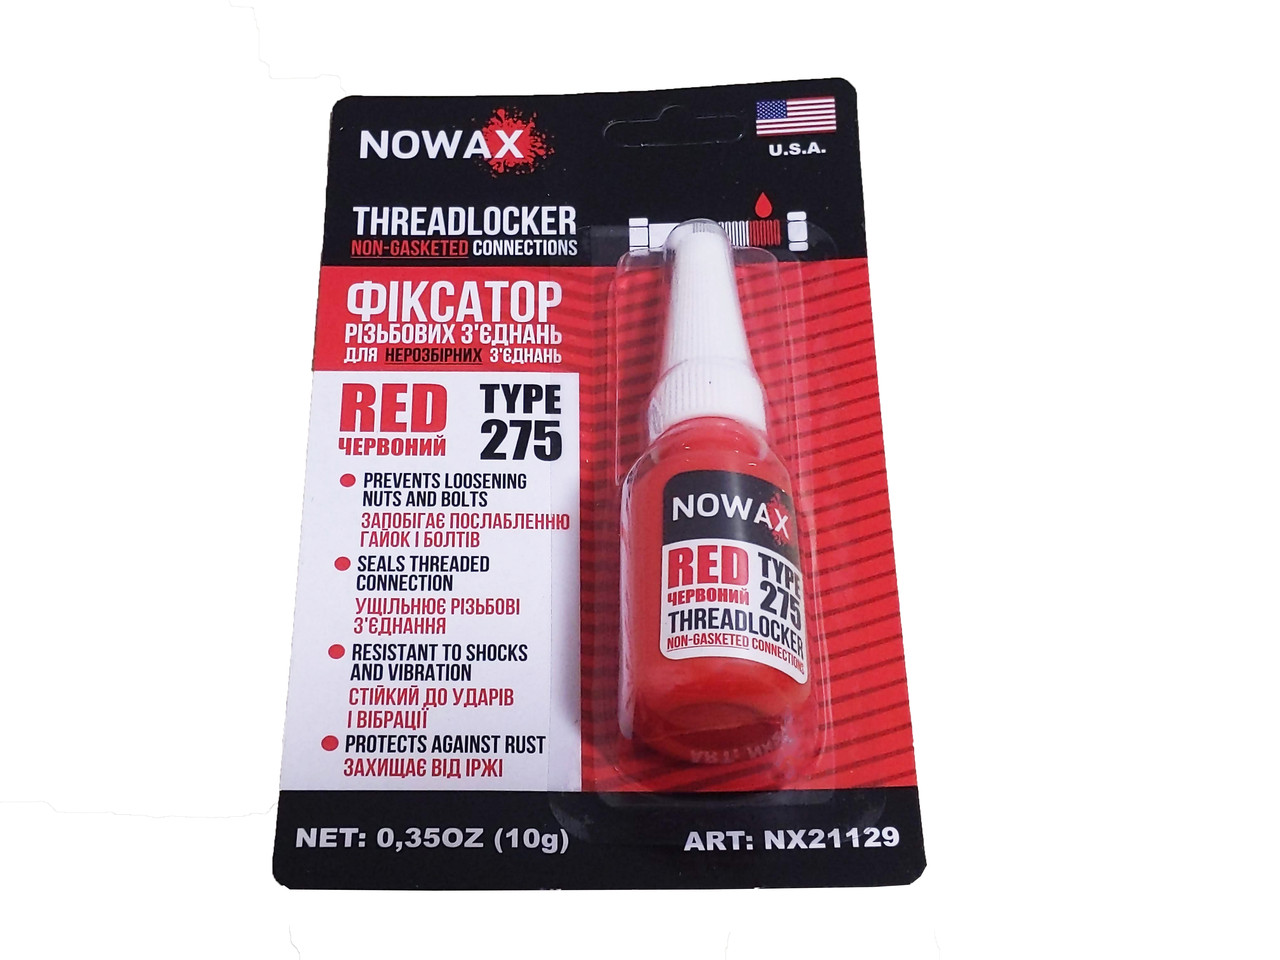 NOWAX
U.S.A.
THREADLOCKER
NON-GASKETED CONNECTIONS
ФІКСАТОР
РІЗЬБОВИХ З'ЄДНАНЬ
ДЛЯ НЕРОЗБІРНИХ З'ЄДНАНЬ
RED
ЧЕРВОНИЙ
TYPE
275
PREVENTS LOOSENING
NUTS AND BOLTS
ЗАПОБІГАЄ ПОСЛАБЛЕННЮ
ГАЙОК І БОЛТІВ
SEALS THREADED
CONNECTION
УЩІЛЬНЮЄ РІЗЬБОВІ
З'ЄДНАННЯ
RESISTANT TO SHOCKS
AND VIBRATION
СТІЙКИЙ ДО УДАРІВ
І ВІБРАЦІЇ
PROTECTS AGAINST RUST
ЗАХИЩАЄ ВІД ІРЖІ
NET: 0,35OZ (10g)
ART: NX21129
NOWAX
RED
ЧЕРВОНИЙ
TYPE
275
THREADLOCKER
NON-GASKETED CONNECTIONS